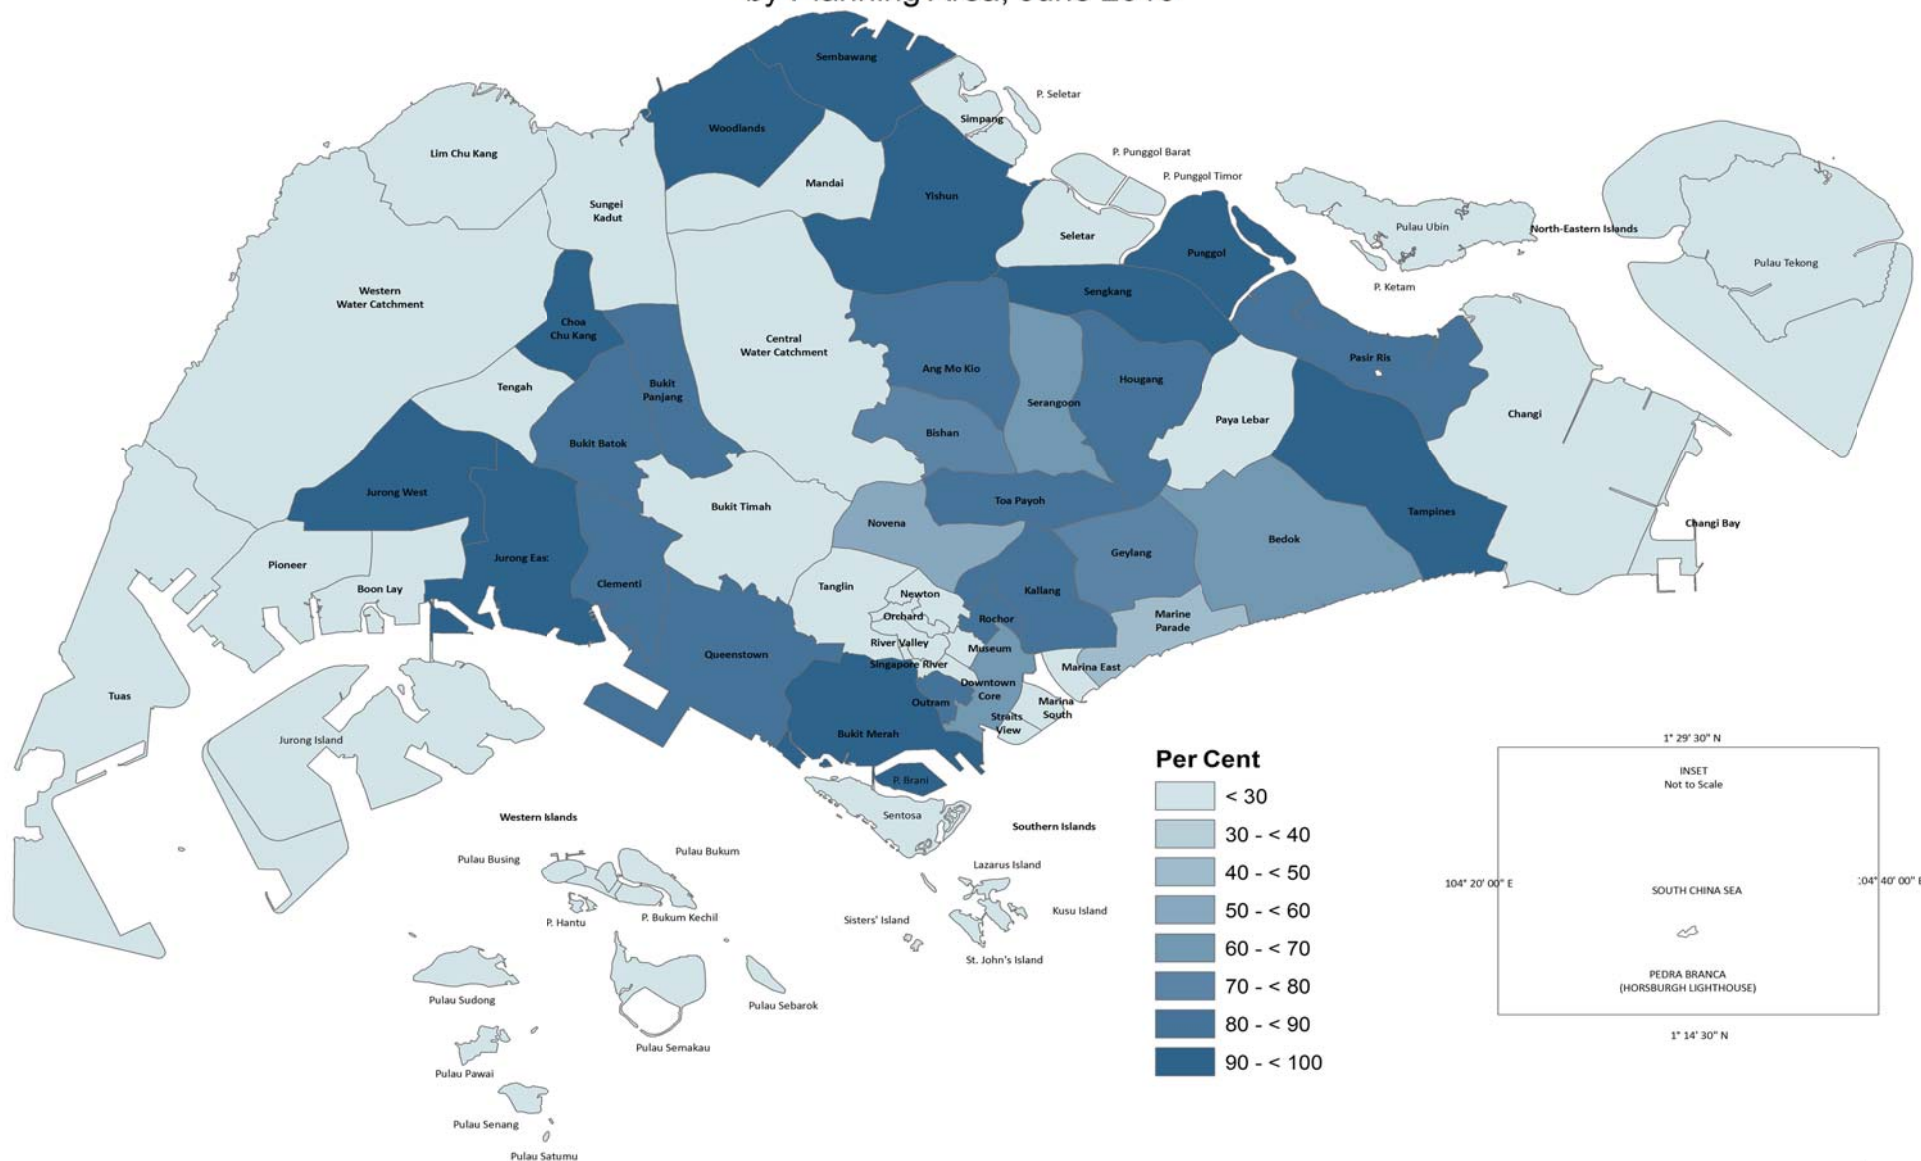 Sembawang
P. Seletar
Simpang
Woodlands
Lim Chu Kang
P. Punggol Barat
P. Punggol Timor
Mandai
Yishun
Sungei
Kadut
Seletar
Pulau Ubin
North-Eastern Islands
Punggol
Pulau Tekong
P. Ketam
Western
Water Catchment
Sengkang
Choa
Chu Kang
Central
Water Catchment
Pasir Ris
Ang Mo Kio
Hougang
Tengah
Bukit
Panjang
Serangoon
Changi
Paya Lebar
Bishan
Bukit Batok
Jurong West
Toa Payoh
Bukit Timah
Tampines
Novena
Changi Bay
Bedok
Geylang
Jurong Eas
Pioneer
Clementi
Boon Lay
Tanglin
Newton
Kallang
Orchard
Rochor
Marine
Parade
River Valley
Museum
Queenstown
Singapore River
Marina East
Downtown
Core
Tuas
Outram
Marina
South
Straits
View
Bukit Merah
Jurong Island
P. Brani
Sentosa
Western Islands
Southern Islands
Pulau Busing
Pulau Bukum
Lazarus Island
P. Hantu
P. Bukum Kechil
Sisters' Island
Kusu Island
St. John's Island
Pulau Sudong
Pulau Sebarok
Pulau Semakau
Pulau Pawai
Pulau Senang
Pulau Satumu
Per Cent
< 30
30 - < 40
40 - < 50
50 - < 60
60 - < 70
70 - < 80
80 - < 90
90 - < 100
1° 29' 30" N
INSET
Not to Scale
104° 20' 00" E
04° 40' 00" E
SOUTH CHINA SEA
PEDRA BRANCA
(HORSBURGH LIGHTHOUSE)
1° 14' 30" N